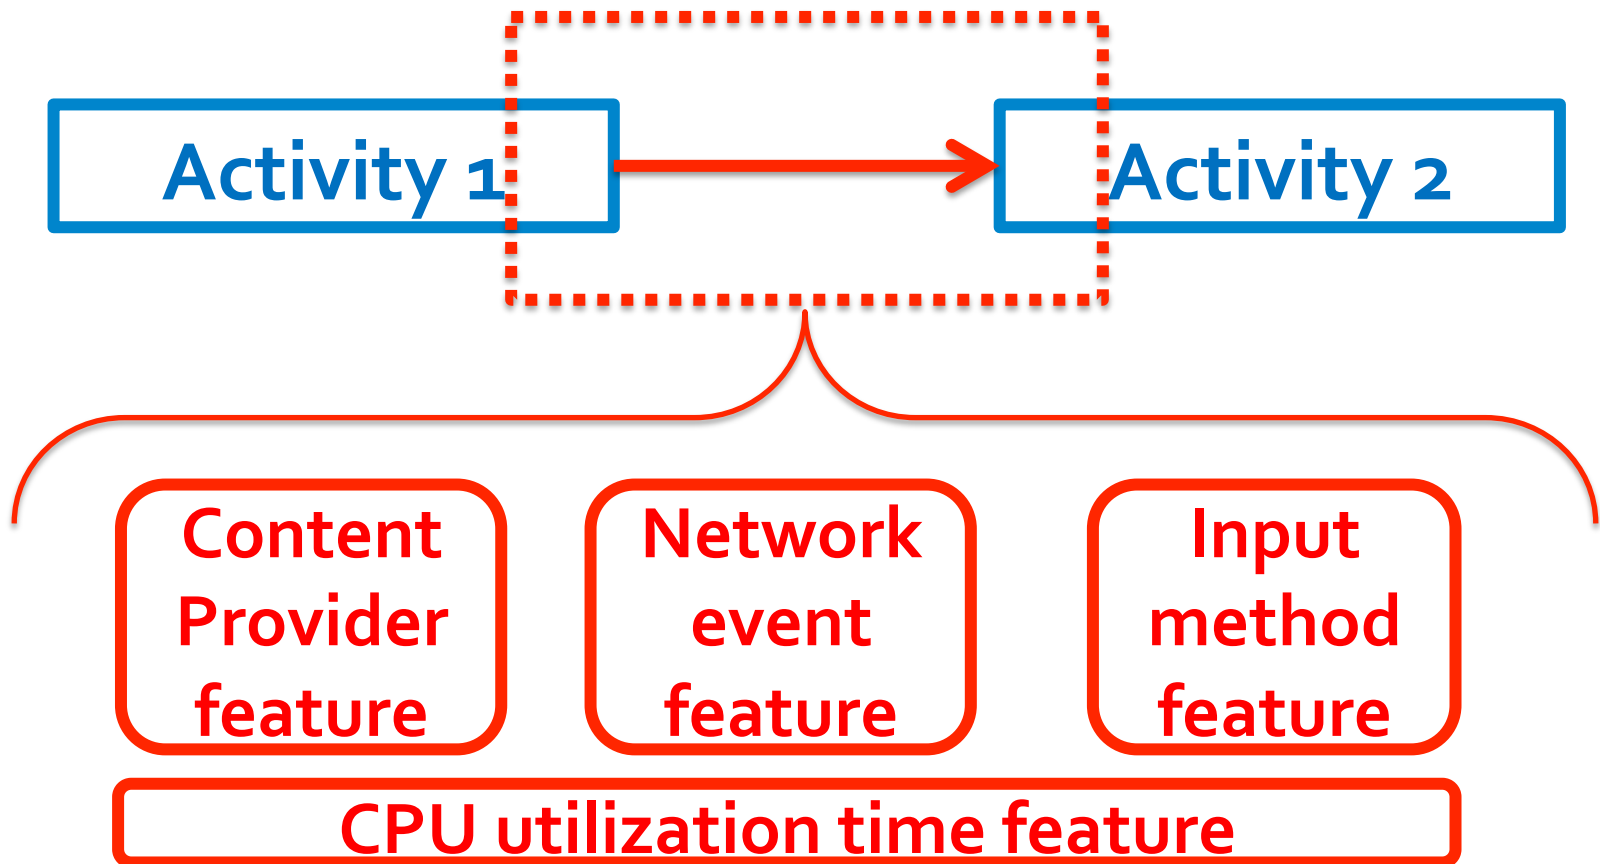 Activity 1
Activity 2
Content
Provider
feature
Network
event
feature
Input
method
feature
CPU utilization time feature